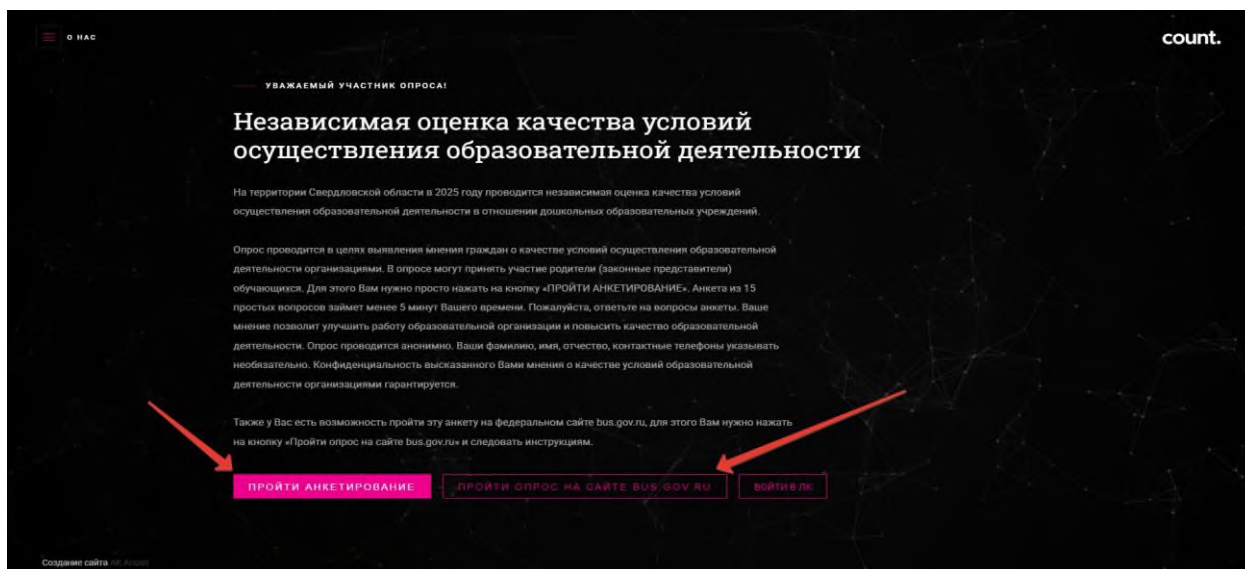 О НАС
count.
УВАЖАЕМЫЙ УЧАСТНИК ОПРОСА!
Независимая оценка качества условий
осуществления образовательной деятельности
На территории Свердловской области в 2025 году проводится независимая оценка качества условий
осуществления образовательной деятельности в отношении дошкольных образовательных учреждений.
Опрос проводится в целях выявления мнения граждан о качестве условий осуществления образовательной
деятельности организациями. В опросе могут принять участие родители (законные представители)
обучающихся. Для этого Вам нужно просто нажать на кнопку «ПРОЙТИ АНКЕТИРОВАНИЕ». Анкета из 15
простых вопросов займет менее 5 минут Вашего времени. Пожалуйста, ответьте на вопросы анкеты. Ваше
мнение позволит улучшить работу образовательной организации и повысить качество образовательной
деятельности. Опрос проводится анонимно. Ваши фамилию, имя, отчество, контактные телефоны указывать
необязательно. Конфиденциальность высказанного Вами мнения о качестве условий образовательной
деятельности организациями гарантируется.
Также у Вас есть возможность пройти эту анкету на федеральном сайте bus.gov.ru, для этого Вам нужно нажать
на кнопку «Пройти опрос на сайте bus.gov.ru» и следовать инструкциям.
ПРОЙТИ АНКЕТИРОВАНИЕ
ПРОЙТИ ОПРОС НА САЙТЕ BUS.GOV.RU
ВОЙТИ В ЛК
Создание сайта